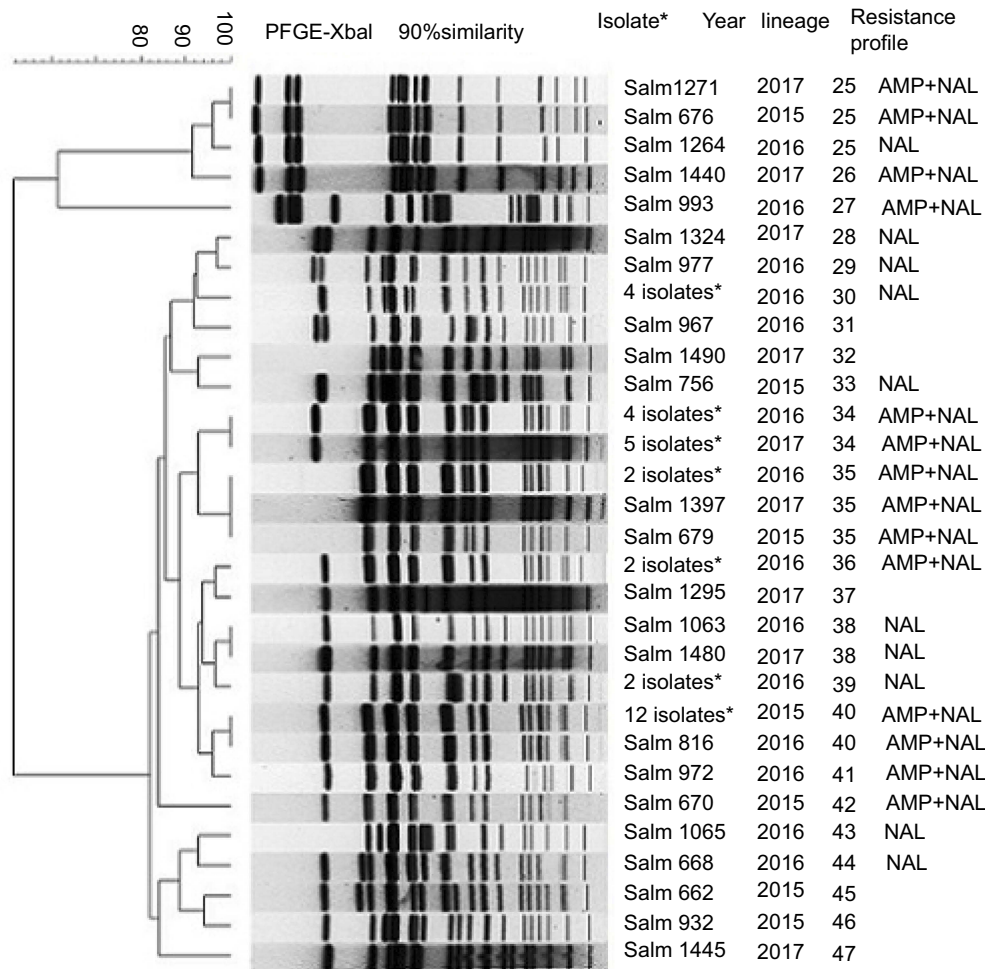 80 90 100 PFGE-Xbal 90%similarity Isolate* Year lineage Resistance profile
Salm1271 2017 25 AMP+NAL
Salm 676 2015 25 AMP+NAL
Salm 1264 2016 25 NAL
Salm 1440 2017 26 AMP+NAL
Salm 993 2016 27 AMP+NAL
Salm 1324 2017 28 NAL
Salm 977 2016 29 NAL
4 isolates* 2016 30 NAL
Salm 967 2016 31
Salm 1490 2017 32
Salm 756 2015 33 NAL
4 isolates* 2016 34 AMP+NAL
5 isolates* 2017 34 AMP+NAL
2 isolates* 2016 35 AMP+NAL
Salm 1397 2017 35 AMP+NAL
Salm 679 2015 35 AMP+NAL
2 isolates* 2016 36 AMP+NAL
Salm 1295 2017 37
Salm 1063 2016 38 NAL
Salm 1480 2017 38 NAL
2 isolates* 2016 39 NAL
12 isolates* 2015 40 AMP+NAL
Salm 816 2016 40 AMP+NAL
Salm 972 2016 41 AMP+NAL
Salm 670 2015 42 AMP+NAL
Salm 1065 2016 43 NAL
Salm 668 2016 44 NAL
Salm 662 2015 45
Salm 932 2015 46
Salm 1445 2017 47